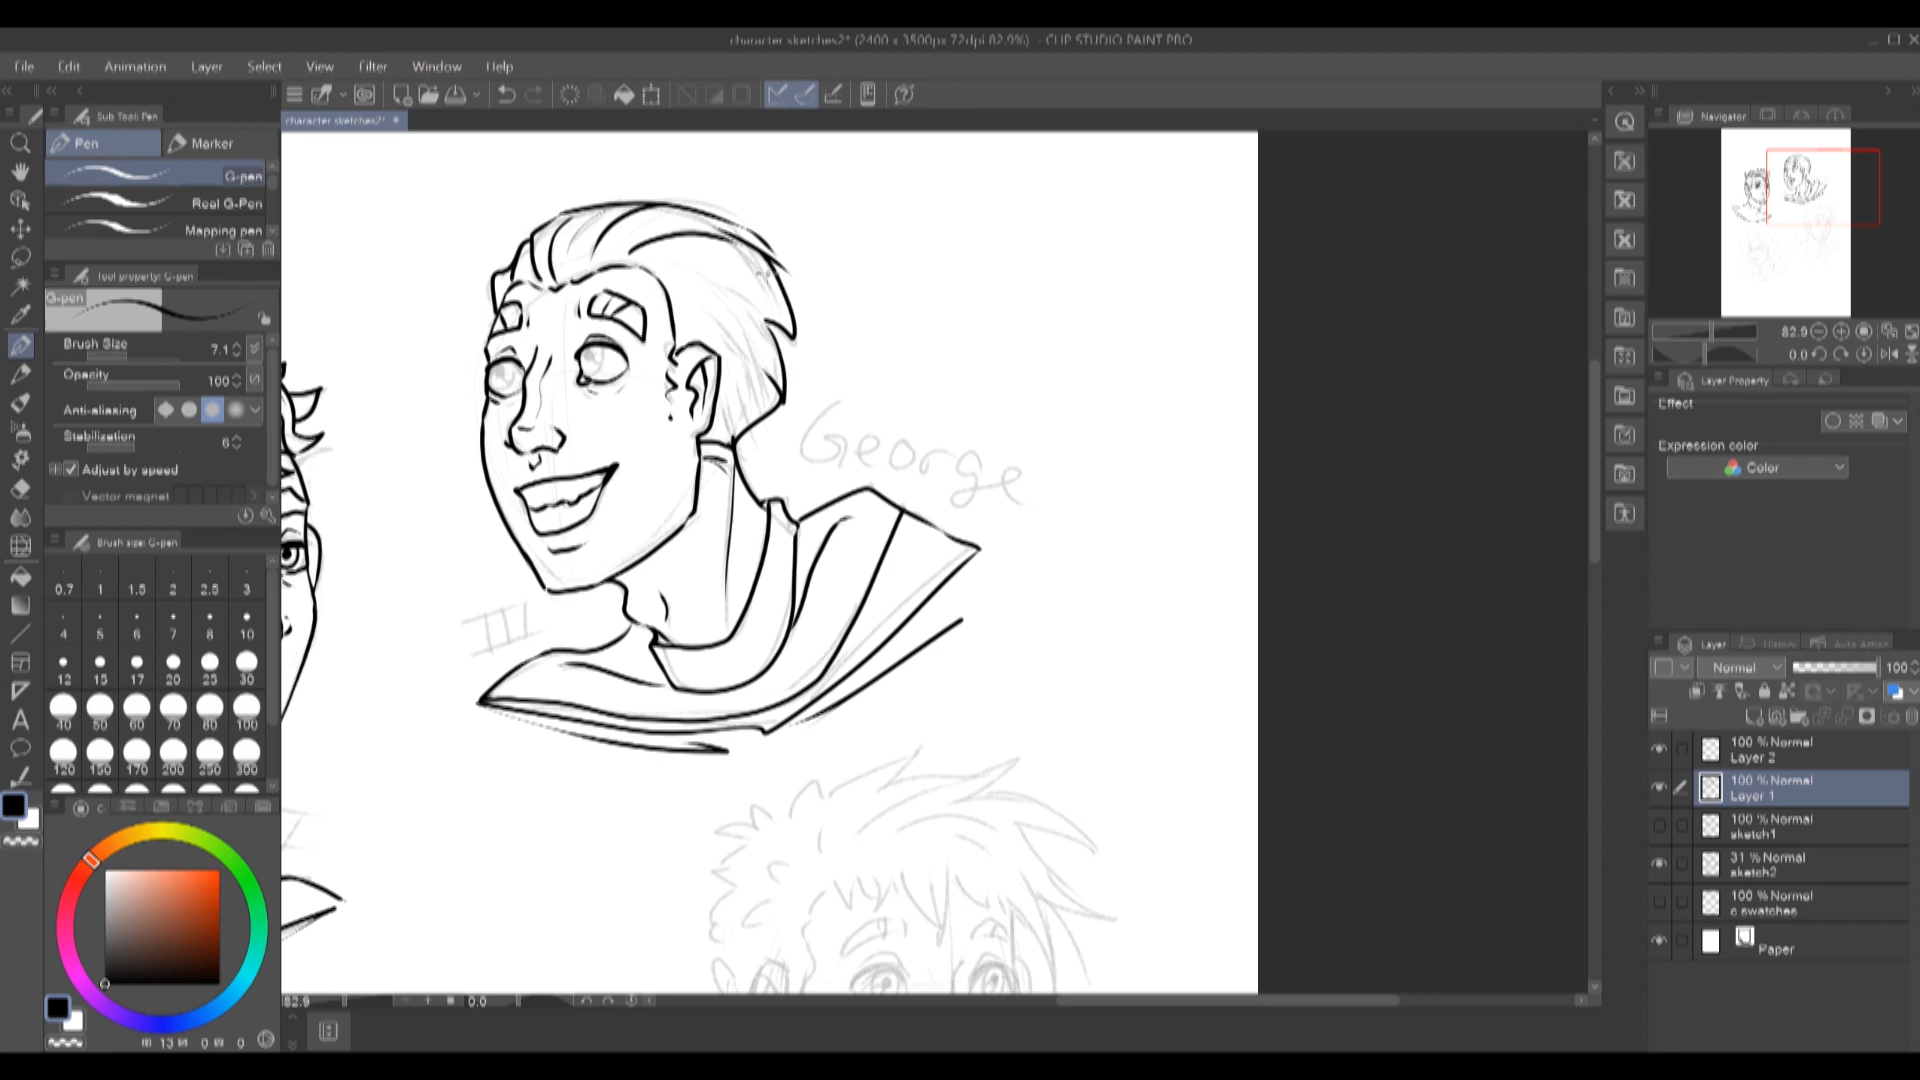 character sketches2* (2400 x 3500px 72dpi 82.9%) - CLIP STUDIO PAINT PRO
File Edit Animation Layer Select View Filter Window Help
Sub Tool: Pen
character sketches2*
Navigator
Pen Marker
G-pen
Real G-Pen
Mapping pen
Tool property: G-pen
G-pen
Brush Size 7.1
Opacity 100
Anti-aliasing
Stabilization 6
Adjust by speed
Vector magnet
Brush size: G-pen
0.7 1 1.5 2 2.5 3
4 5 6 7 8 10
12 15 17 20 25 30
40 50 60 70 80 100
120 150 170 200 250 300
82.9
0.0
Layer Property
Effect
Expression color
Color
George
III
Layer History Auto Action
Normal 100
100 % Normal
Layer 2
100 % Normal
Layer 1
100 % Normal
sketch1
31 % Normal
sketch2
100 % Normal
c swatches
Paper
82.9 0.0
13 0 0